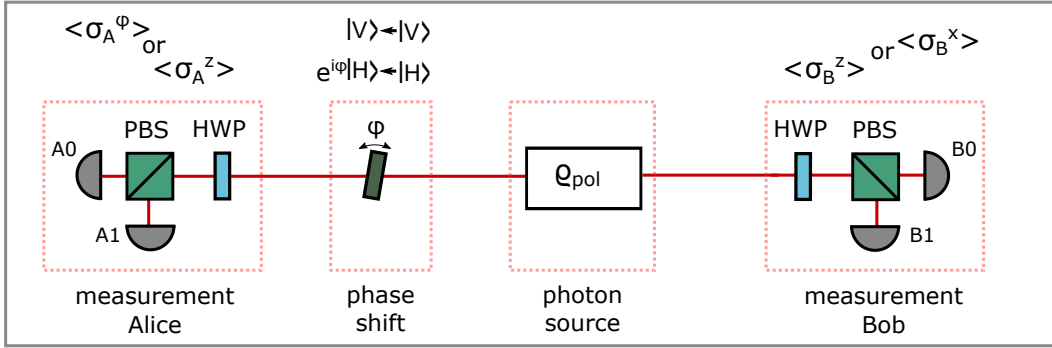 <σ_A^φ> or <σ_A^z>
|V⟩←|V⟩
e^{iφ}|H⟩←|H⟩
<σ_B^z> or <σ_B^x>
PBS HWP
A0
A1
φ
ϱ_pol
HWP PBS
B0
B1
measurement
Alice
phase
shift
photon
source
measurement
Bob